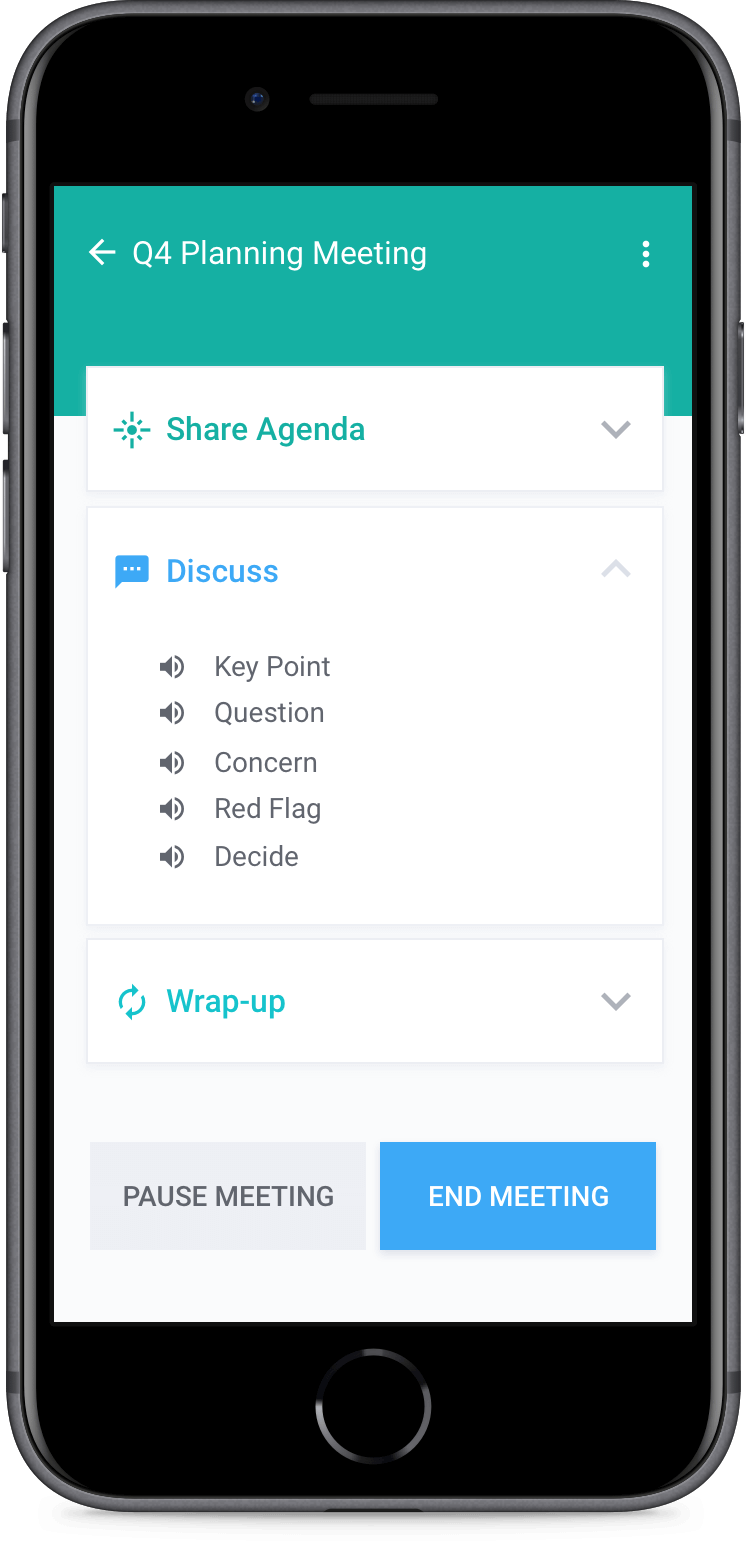 Q4 Planning Meeting
Share Agenda
Discuss
Key Point
Question
Concern
Red Flag
Decide
Wrap-up
PAUSE MEETING
END MEETING